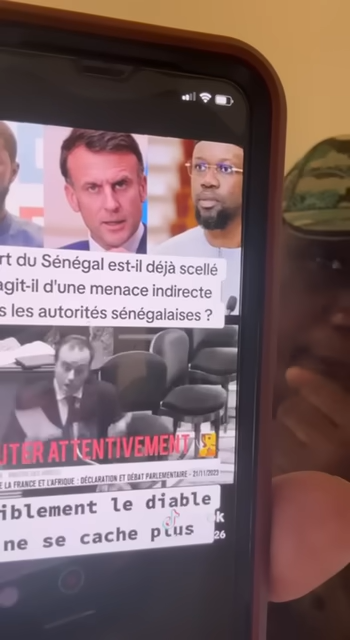 rt du Sénégal est-il déjà scellé
agit-il d'une menace indirecte
s les autorités sénégalaises ?
UTER ATTENTIVEMENT
E LA FRANCE ET L'AFRIQUE : DÉCLARATION ET DÉBAT PARLEMENTAIRE - 21/11/2023
iblement le diable
ne se cache plus
k
26